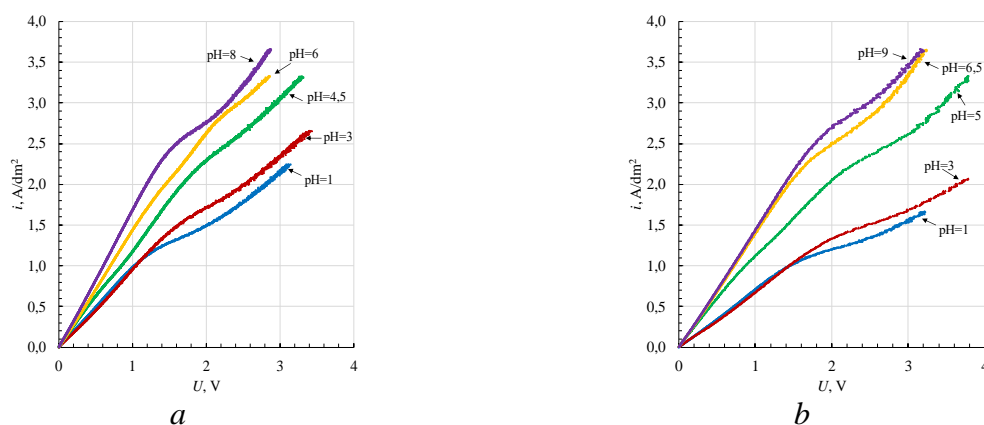 4,0
3,5
3,0
2,5
2,0
1,5
1,0
0,5
0,0
i, A/dm²
0 1 2 3 4
U, V
pH=8
pH=6
pH=4,5
pH=3
pH=1
a
4,0
3,5
3,0
2,5
2,0
1,5
1,0
0,5
0,0
i, A/dm²
0 1 2 3 4
U, V
pH=9
pH=6,5
pH=5
pH=3
pH=1
b